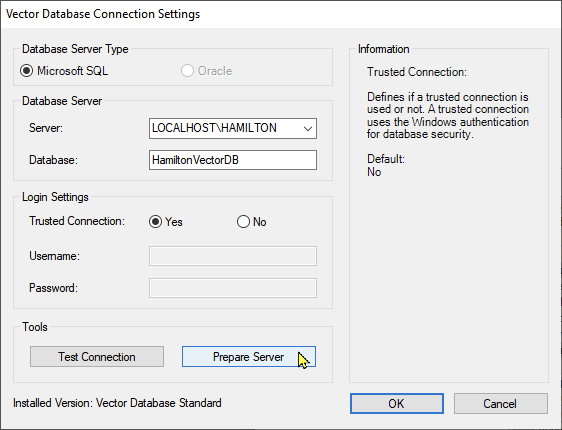 Vector Database Connection Settings
Database Server Type
Microsoft SQL
Oracle
Database Server
Server:
LOCALHOST\HAMILTON
Database:
HamiltonVectorDB
Login Settings
Trusted Connection:
Yes
No
Username:
Password:
Tools
Test Connection
Prepare Server
Installed Version: Vector Database Standard
Information
Trusted Connection:
Defines if a trusted connection is
used or not. A trusted connection
uses the Windows authentication
for database security.
Default:
No
OK
Cancel